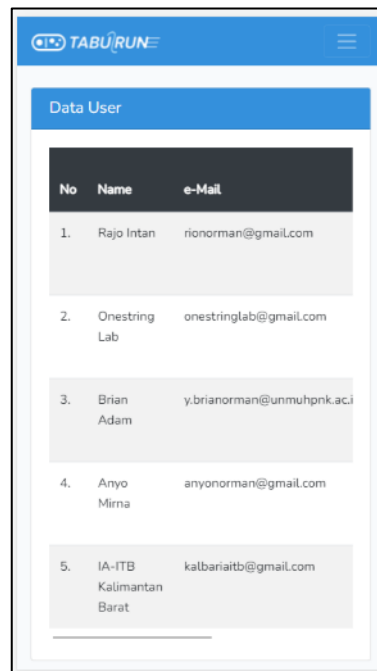 TABURUN
Data User
No Name e-Mail
1. Rajo Intan rionorman@gmail.com
2. Onestring onestringlab@gmail.com
Lab
3. Brian y.brianorman@unmuhpnk.ac.i
Adam
4. Anyo anyonorman@gmail.com
Mirna
5. IA-ITB kalbariaitb@gmail.com
Kalimantan
Barat